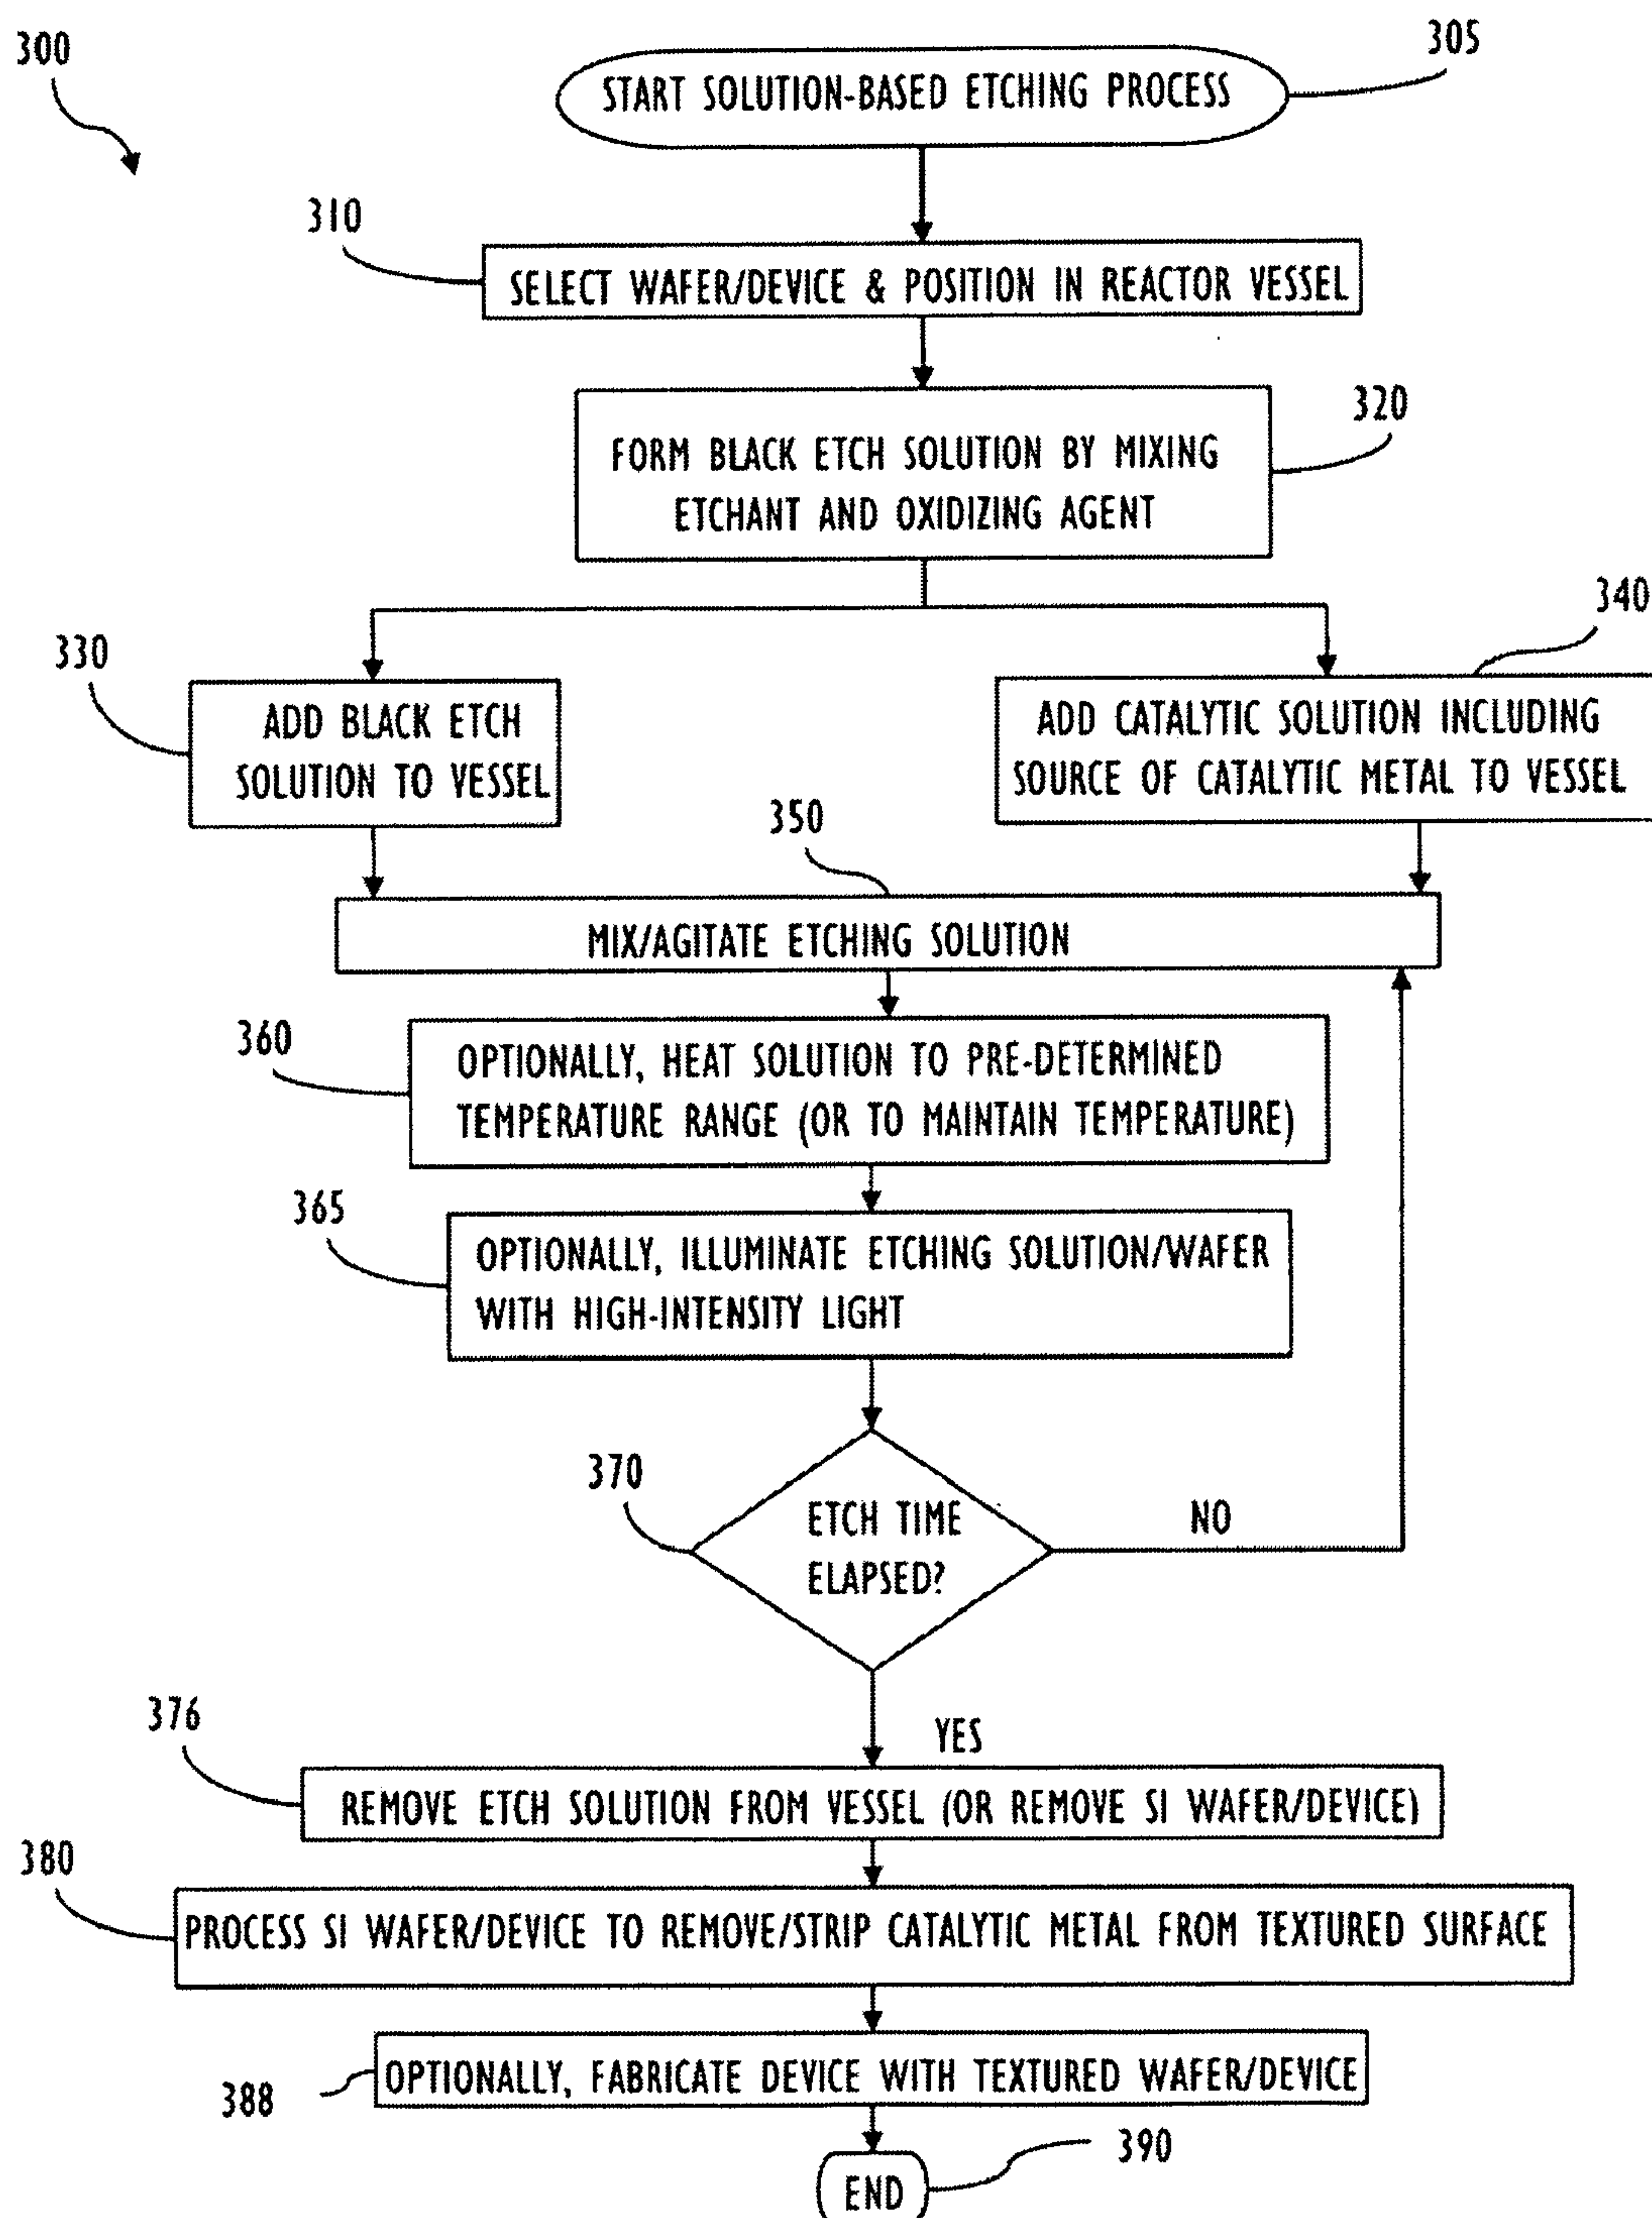 300
305
START SOLUTION-BASED ETCHING PROCESS
310
SELECT WAFER/DEVICE & POSITION IN REACTOR VESSEL
320
FORM BLACK ETCH SOLUTION BY MIXING
ETCHANT AND OXIDIZING AGENT
330
340
ADD BLACK ETCH
SOLUTION TO VESSEL
ADD CATALYTIC SOLUTION INCLUDING
SOURCE OF CATALYTIC METAL TO VESSEL
350
MIX/AGITATE ETCHING SOLUTION
360
OPTIONALLY, HEAT SOLUTION TO PRE-DETERMINED
TEMPERATURE RANGE (OR TO MAINTAIN TEMPERATURE)
365
OPTIONALLY, ILLUMINATE ETCHING SOLUTION/WAFER
WITH HIGH-INTENSITY LIGHT
370
ETCH TIME
ELAPSED?
NO
YES
376
REMOVE ETCH SOLUTION FROM VESSEL (OR REMOVE SI WAFER/DEVICE)
380
PROCESS SI WAFER/DEVICE TO REMOVE/STRIP CATALYTIC METAL FROM TEXTURED SURFACE
388
OPTIONALLY, FABRICATE DEVICE WITH TEXTURED WAFER/DEVICE
390
END